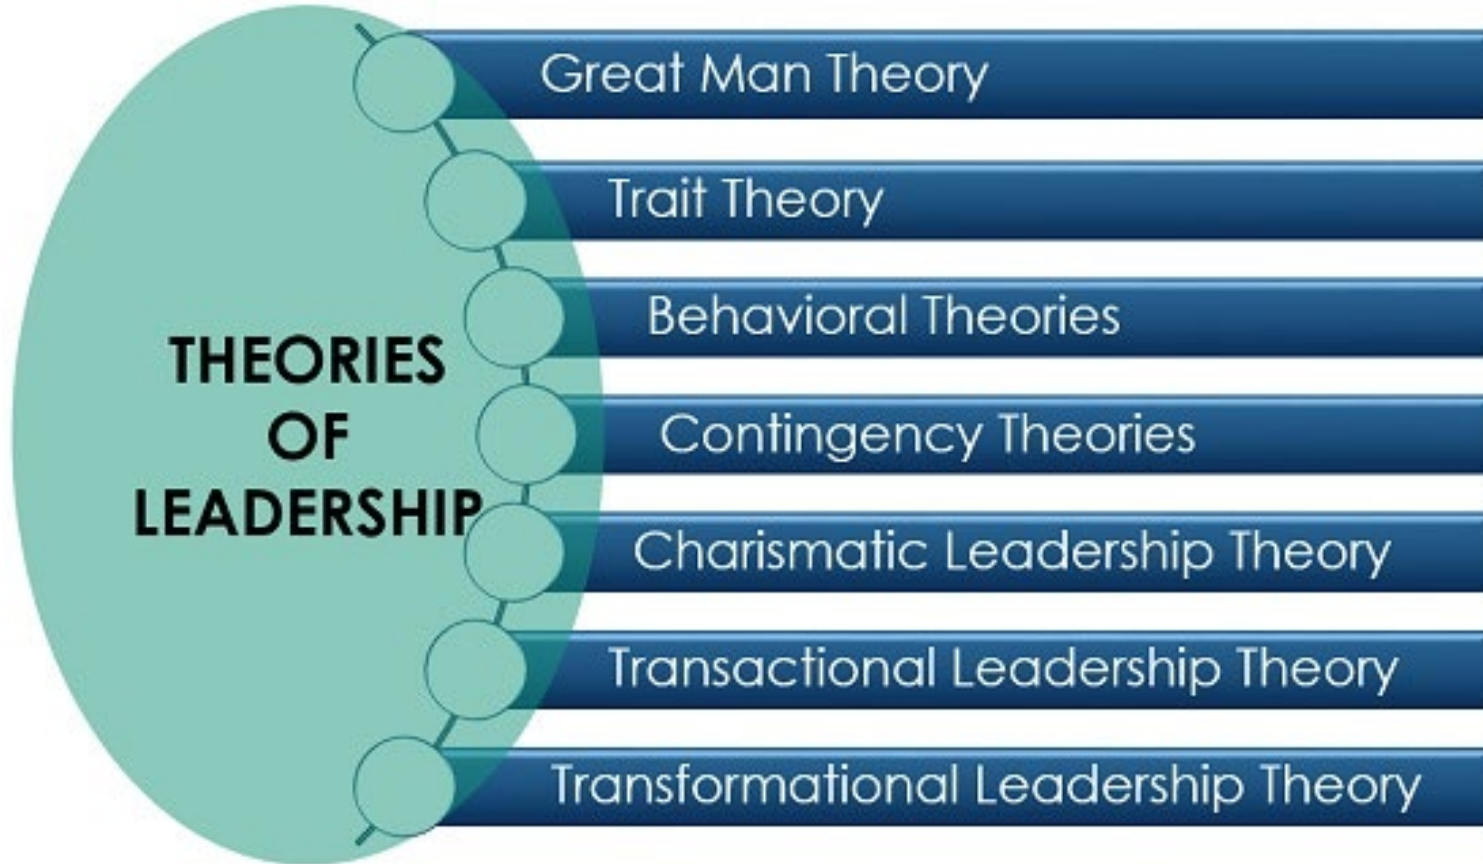 THEORIES
OF
LEADERSHIP
Great Man Theory
Trait Theory
Behavioral Theories
Contingency Theories
Charismatic Leadership Theory
Transactional Leadership Theory
Transformational Leadership Theory